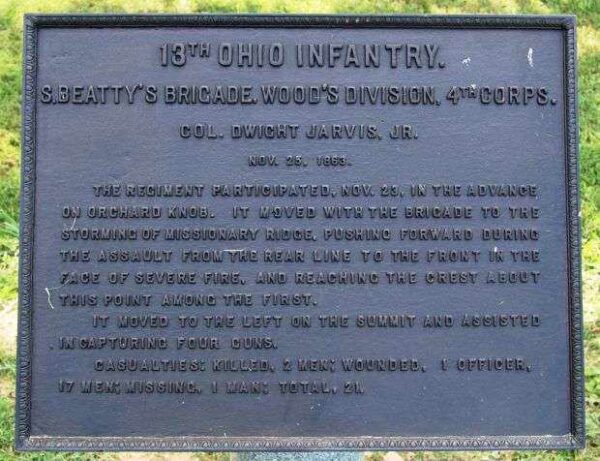 13TH OHIO INFANTRY.
S. BEATTY'S BRIGADE. WOOD'S DIVISION, 4TH CORPS.
COL. DWIGHT JARVIS, JR.
NOV. 25, 1863.
THE REGIMENT PARTICIPATED, NOV. 23, IN THE ADVANCE
ON ORCHARD KNOB. IT MOVED WITH THE BRIGADE TO THE
STORMING OF MISSIONARY RIDGE, PUSHING FORWARD DURING
THE ASSAULT FROM THE REAR LINE TO THE FRONT IN THE
FACE OF SEVERE FIRE, AND REACHING THE CREST ABOUT
THIS POINT AMONG THE FIRST.
IT MOVED TO THE LEFT ON THE SUMMIT AND ASSISTED
IN CAPTURING FOUR GUNS.
CASUALTIES: KILLED, 2 MEN; WOUNDED, 1 OFFICER,
17 MEN; MISSING, 1 MAN; TOTAL, 21.